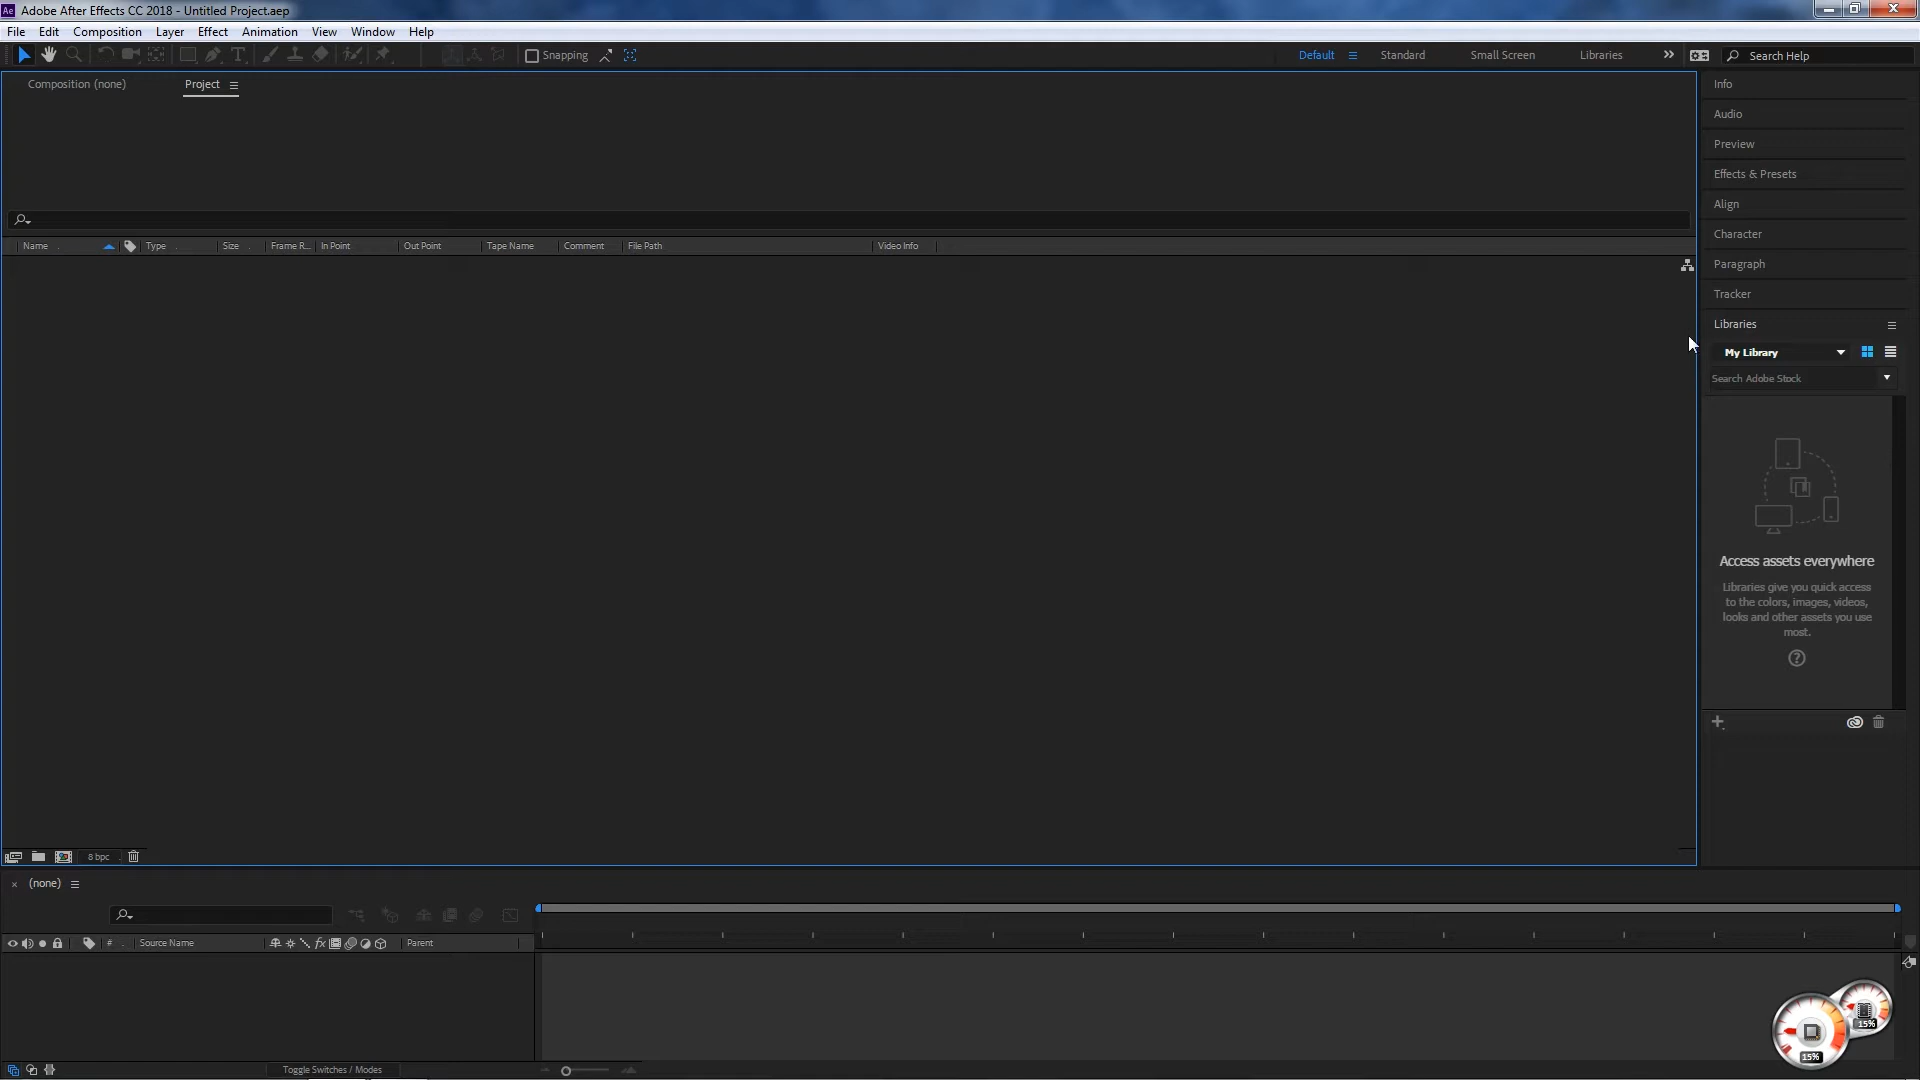 Ae Adobe After Effects CC 2018 - Untitled Project.aep
File Edit Composition Layer Effect Animation View Window Help
Snapping Default Standard Small Screen Libraries Search Help
Composition (none) Project
Name Type Size Frame R... In Point Out Point Tape Name Comment File Path Video Info
8 bpc
Info
Audio
Preview
Effects & Presets
Align
Character
Paragraph
Tracker
Libraries
My Library
Search Adobe Stock
Access assets everywhere
Libraries give you quick access
to the colors, images, videos,
looks and other assets you use
most.
(none)
# Source Name fx Parent
Toggle Switches / Modes
15%
15%